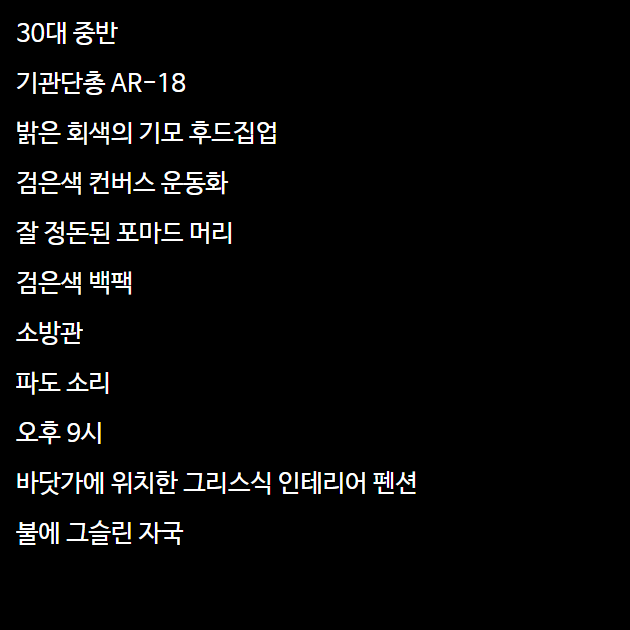 30대 중반
기관단총 AR-18
밝은 회색의 기모 후드집업
검은색 컨버스 운동화
잘 정돈된 포마드 머리
검은색 백팩
소방관
파도 소리
오후 9시
바닷가에 위치한 그리스식 인테리어 펜션
불에 그슬린 자국